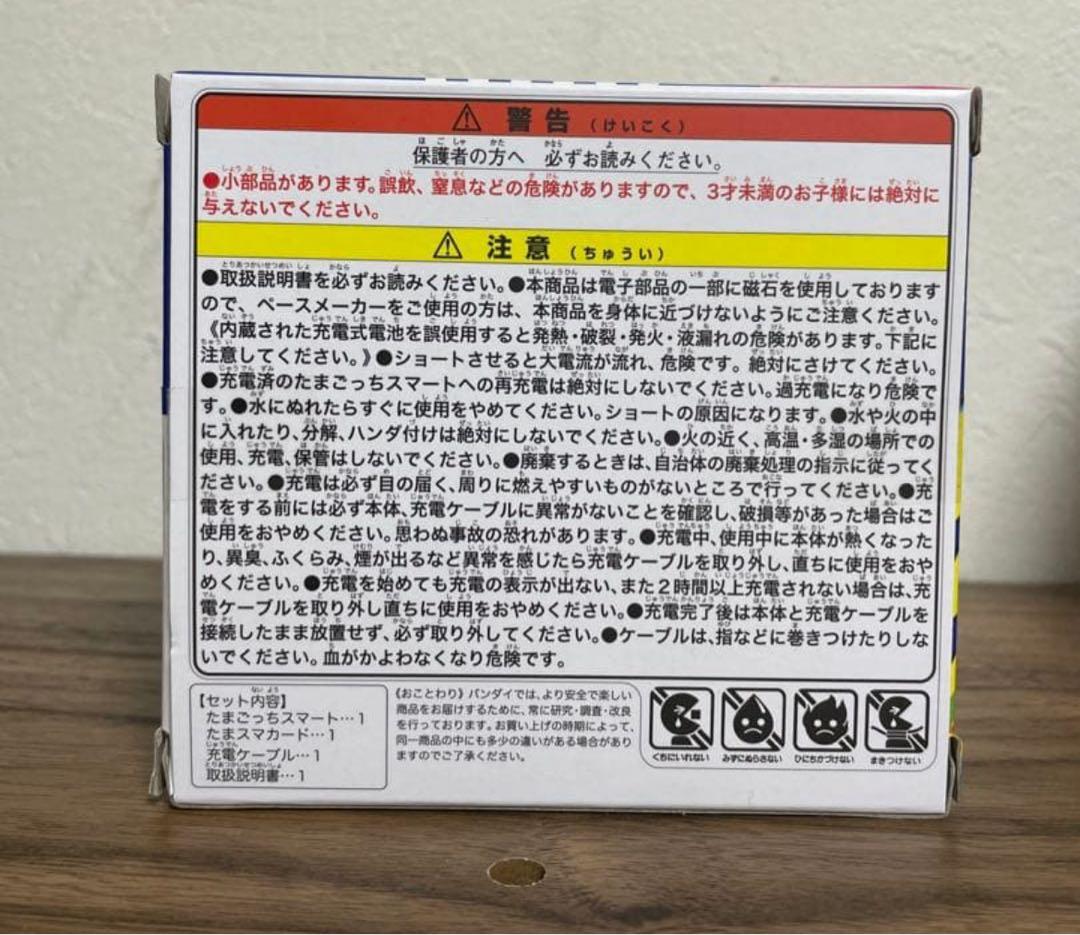 ⚠ 警告 (けいこく)
保護者の方へ 必ずお読みください。
●小部品があります。誤飲、窒息などの危険がありますので、3才未満のお子様には絶対に
与えないでください。
⚠ 注意 (ちゅうい)
●取扱説明書を必ずお読みください。●本商品は電子部品の一部に磁石を使用しております
ので、ペースメーカーをご使用の方は、本商品を身体に近づけないようにご注意ください。
《内蔵された充電式電池を誤使用すると発熱・破裂・発火・液漏れの危険があります。下記に
注意してください。》●ショートさせると大電流が流れ、危険です。絶対にさけてください。
●充電済のたまごっちスマートへの再充電は絶対にしないでください。過充電になり危険で
す。●水にぬれたらすぐに使用をやめてください。ショートの原因になります。●水や火の中
に入れたり、分解、ハンダ付けは絶対にしないでください。●火の近く、高温・多湿の場所での
使用、充電、保管はしないでください。●廃棄するときは、自治体の廃棄処理の指示に従ってく
ださい。●充電は必ず目の届く、周りに燃えやすいものがないところで行ってください。●充
電をする前には必ず本体、充電ケーブルに異常がないことを確認し、破損等があった場合はご
使用をおやめください。思わぬ事故の恐れがあります。●充電中、使用中に本体が熱くなった
り、異臭、ふくらみ、煙が出るなど異常を感じたら充電ケーブルを取り外し、直ちに使用をおや
めください。●充電を始めても充電の表示が出ない、また2時間以上充電されない場合は、充
電ケーブルを取り外し直ちに使用をおやめください。●充電完了後は本体と充電ケーブルを
接続したまま放置せず、必ず取り外してください。●ケーブルは、指などに巻きつけたりしな
いでください。血がかよわなくなり危険です。
【セット内容】
たまごっちスマート…1
たまスマカード…1
充電ケーブル…1
取扱説明書…1
《おことわり》バンダイでは、より安全で楽しい
商品をお届けするために、常に研究・調査・改良
を行っております。お買い上げの時期によって、
同一商品の中にも多少の違いがある場合があり
ますのでご了承ください。
くちにいれない みずにぬらさない ひにちかづけない まきつけない